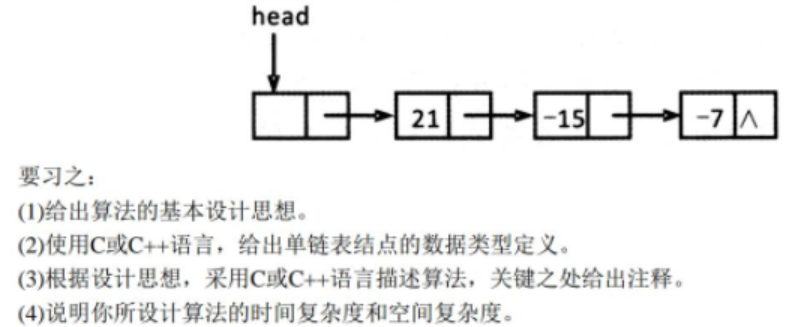 head
21 -15 -7 ∧
要习之：
(1)给出算法的基本设计思想。
(2)使用C或C++语言，给出单链表结点的数据类型定义。
(3)根据设计思想，采用C或C++语言描述算法，关键之处给出注释。
(4)说明你所设计算法的时间复杂度和空间复杂度。